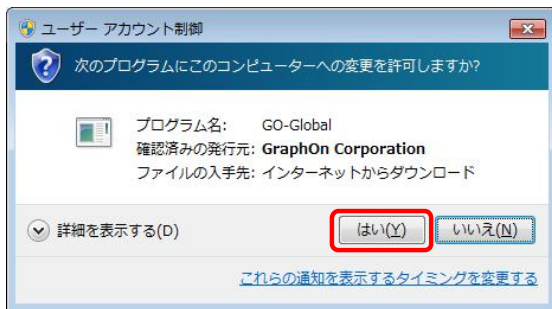 ユーザー アカウント制御
次のプログラムにこのコンピューターへの変更を許可しますか?
プログラム名: GO-Global
確認済みの発行元: GraphOn Corporation
ファイルの入手先: インターネットからダウンロード
詳細を表示する(D) はい(Y) いいえ(N)
これらの通知を表示するタイミングを変更する